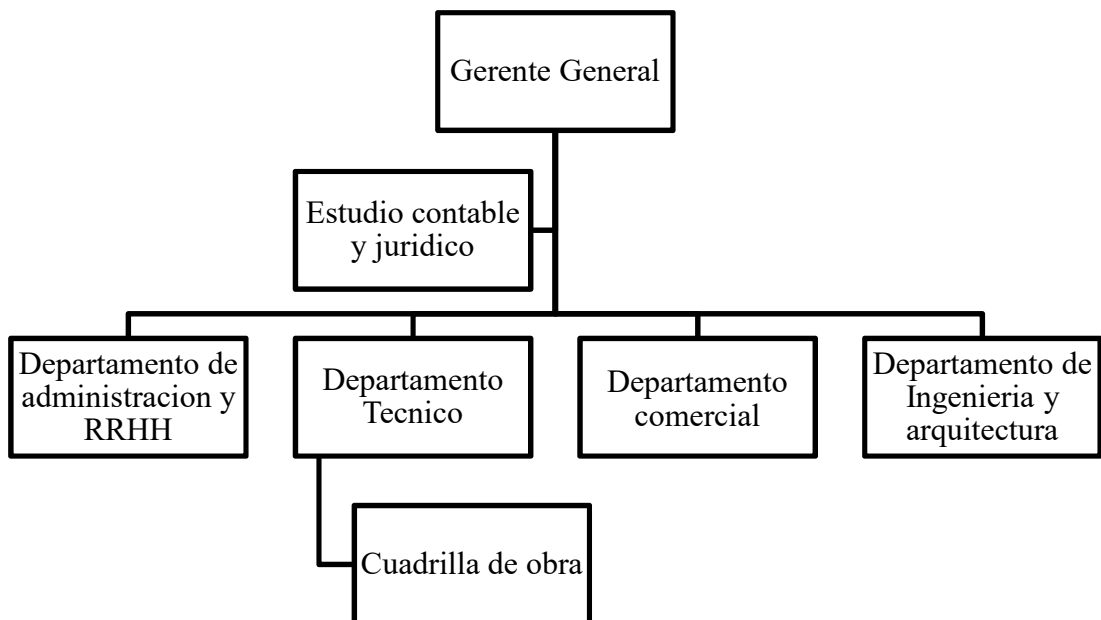 Gerente General
Estudio contable
y juridico
Departamento de
administracion y
RRHH
Departamento
Tecnico
Departamento
comercial
Departamento de
Ingenieria y
arquitectura
Cuadrilla de obra